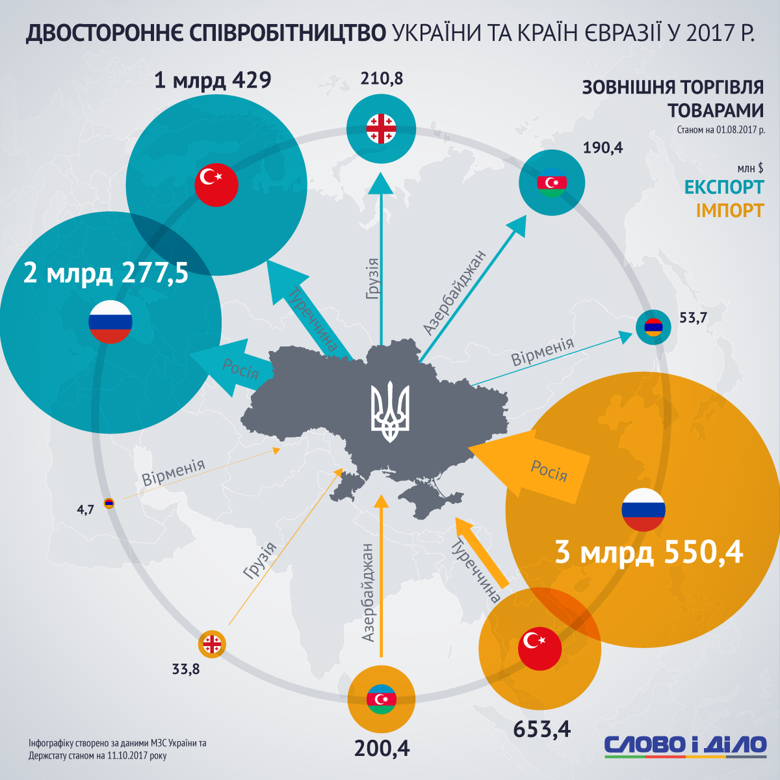 ДВОСТОРОННЄ СПІВРОБІТНИЦТВО УКРАЇНИ ТА КРАЇН ЄВРАЗІЇ У 2017 Р.
ЗОВНІШНЯ ТОРГІВЛЯ
ТОВАРАМИ
Станом на 01.08.2017 р.
млн $
ЕКСПОРТ
ІМПОРТ
1 млрд 429
210,8
190,4
53,7
2 млрд 277,5
Туреччина
Грузія
Азербайджан
Вірменія
Росія
Вірменія
4,7
Грузія
33,8
Азербайджан
200,4
Туреччина
653,4
Росія
3 млрд 550,4
Інфографіку створено за даними МЗС України та
Держстату станом на 11.10.2017 року
СЛОВО і ДІЛО